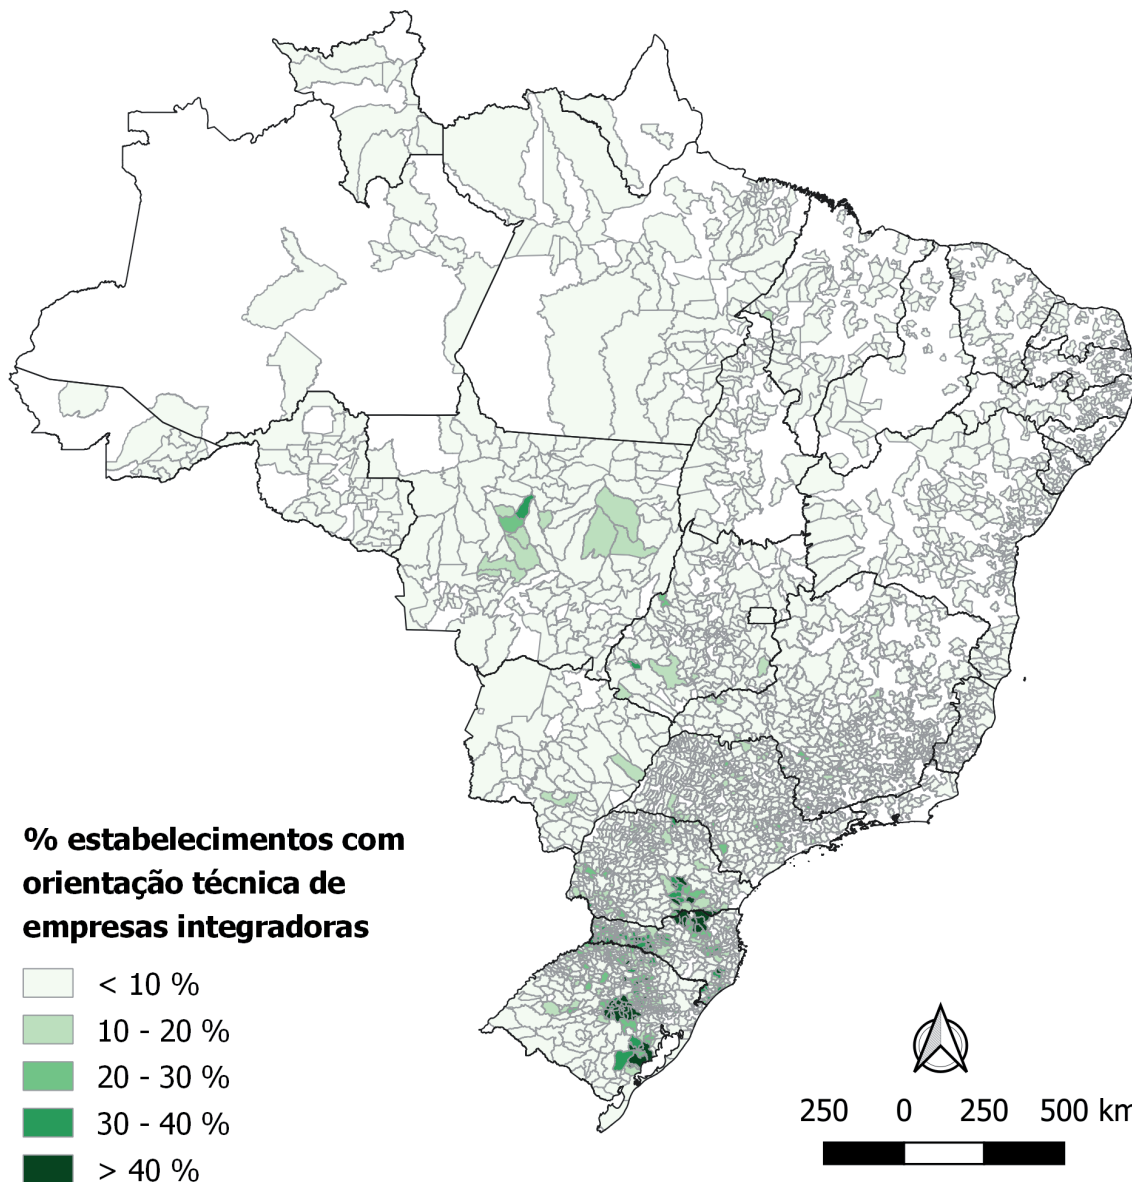 % estabelecimentos com
orientação técnica de
empresas integradoras
< 10 %
10 - 20 %
20 - 30 %
30 - 40 %
> 40 %
250 0 250 500 km